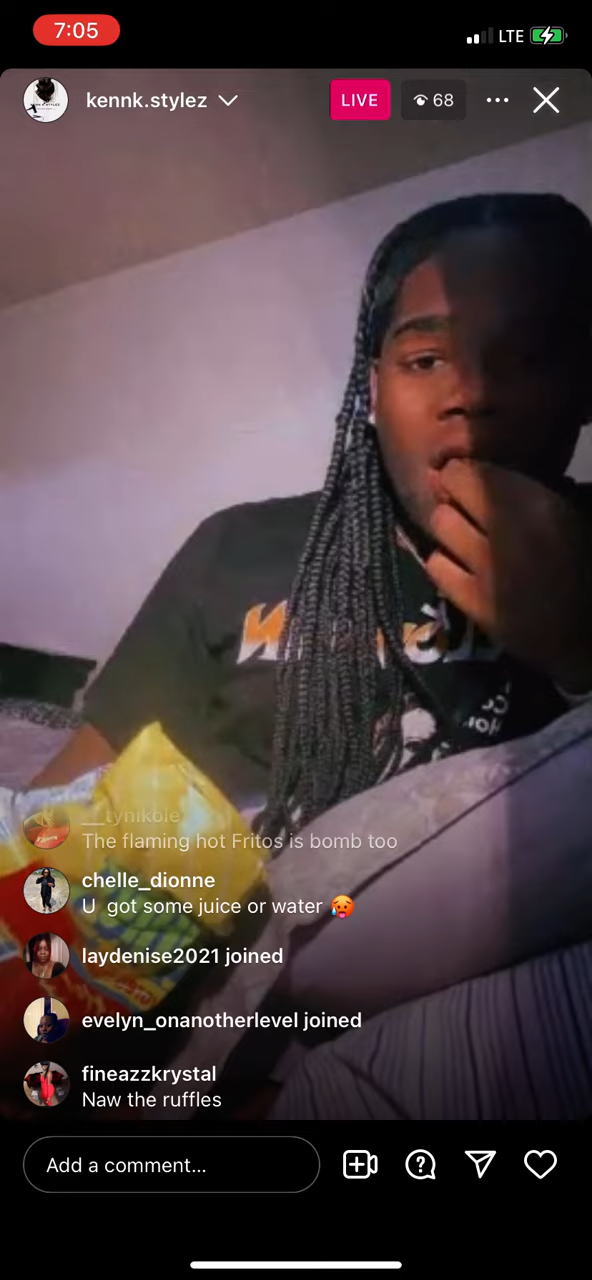 7:05
LTE
kennk.stylez
LIVE
68
__tynikole
The flaming hot Fritos is bomb too
chelle_dionne
U got some juice or water 🥵
laydenise2021 joined
evelyn_onanotherlevel joined
fineazzkrystal
Naw the ruffles
Add a comment...